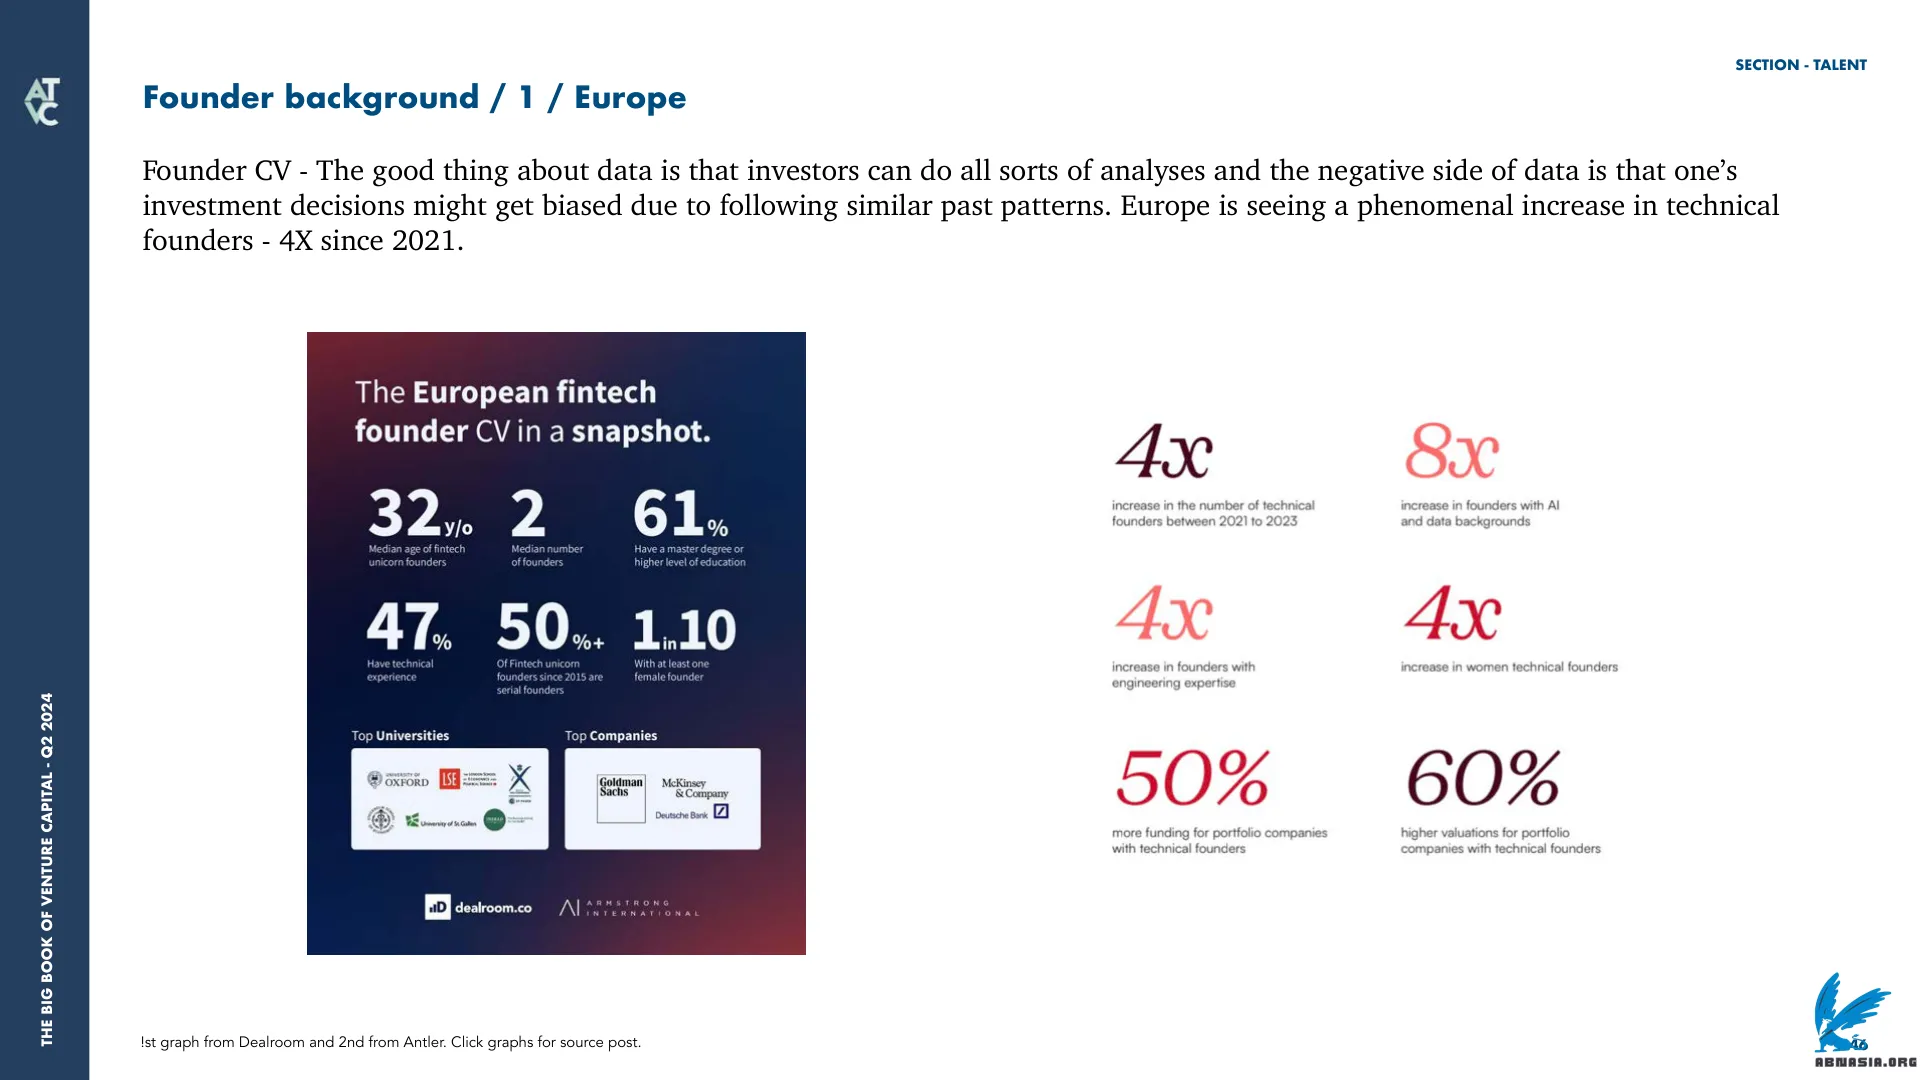 SECTION - TALENT
AT
VC
Founder background / 1 / Europe
Founder CV - The good thing about data is that investors can do all sorts of analyses and the negative side of data is that one’s
investment decisions might get biased due to following similar past patterns. Europe is seeing a phenomenal increase in technical
founders - 4X since 2021.
The European fintech
founder CV in a snapshot.
32 y/o
Median age of fintech
unicorn founders
2
Median number
of founders
61 %
Have a master degree or
higher level of education
47 %
Have technical
experience
50 %+
Of Fintech unicorn
founders since 2015 are
serial founders
1 in 10
With at least one
female founder
Top Universities
UNIVERSITY OF
OXFORD
LSE
University of St.Gallen
Top Companies
Goldman
Sachs
McKinsey
& Company
Deutsche Bank
dealroom.co
ARMSTRONG
INTERNATIONAL
4x
increase in the number of technical
founders between 2021 to 2023
8x
increase in founders with AI
and data backgrounds
4x
increase in founders with
engineering expertise
4x
increase in women technical founders
50%
more funding for portfolio companies
with technical founders
60%
higher valuations for portfolio
companies with technical founders
THE BIG BOOK OF VENTURE CAPITAL - Q2 2024
!st graph from Dealroom and 2nd from Antler. Click graphs for source post.
46
ABNASIA.ORG